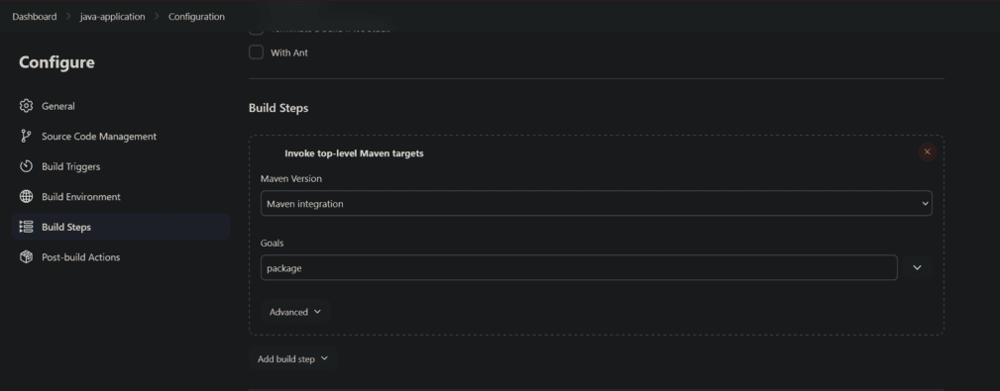 Dashboard > java-application > Configuration
Configure
General
Source Code Management
Build Triggers
Build Environment
Build Steps
Post-build Actions
With Ant
Build Steps
Invoke top-level Maven targets
Maven Version
Maven integration
Goals
package
Advanced
Add build step